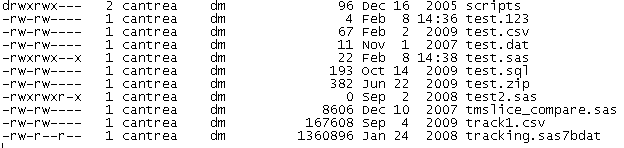 drwxrwx--- 2 cantrea dm 96 Dec 16 2005 scripts
-rw-rw---- 1 cantrea dm 4 Feb 8 14:36 test.123
-rw-rw---- 1 cantrea dm 67 Feb 2 2009 test.csv
-rw-rw---- 1 cantrea dm 11 Nov 1 2007 test.dat
-rwxrwx--x 1 cantrea dm 22 Feb 8 14:38 test.sas
-rw-rw---- 1 cantrea dm 193 Oct 14 2009 test.sql
-rw-rw---- 1 cantrea dm 382 Jun 22 2009 test.zip
-rwxrwxr-x 1 cantrea dm 0 Sep 2 2008 test2.sas
-rw-rw---- 1 cantrea dm 8606 Dec 10 2007 tmslice_compare.sas
-rw-rw---- 1 cantrea dm 167608 Sep 4 2009 track1.csv
-rw-r--r-- 1 cantrea dm 1360896 Jan 24 2008 tracking.sas7bdat